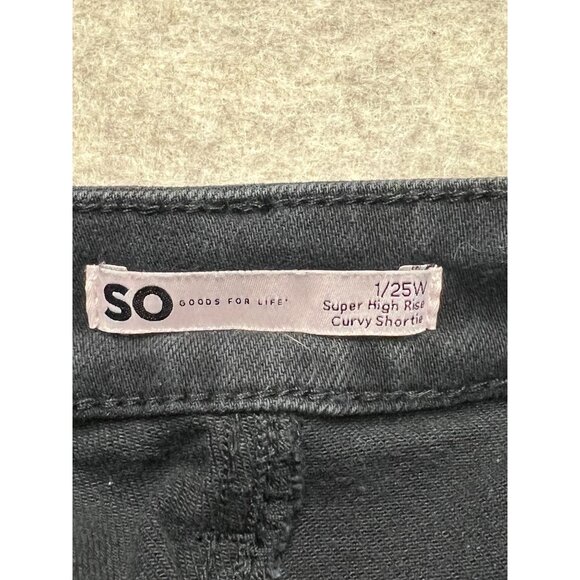 SO GOODS FOR LIFE*
1/25W
Super High Rise
Curvy Shortie